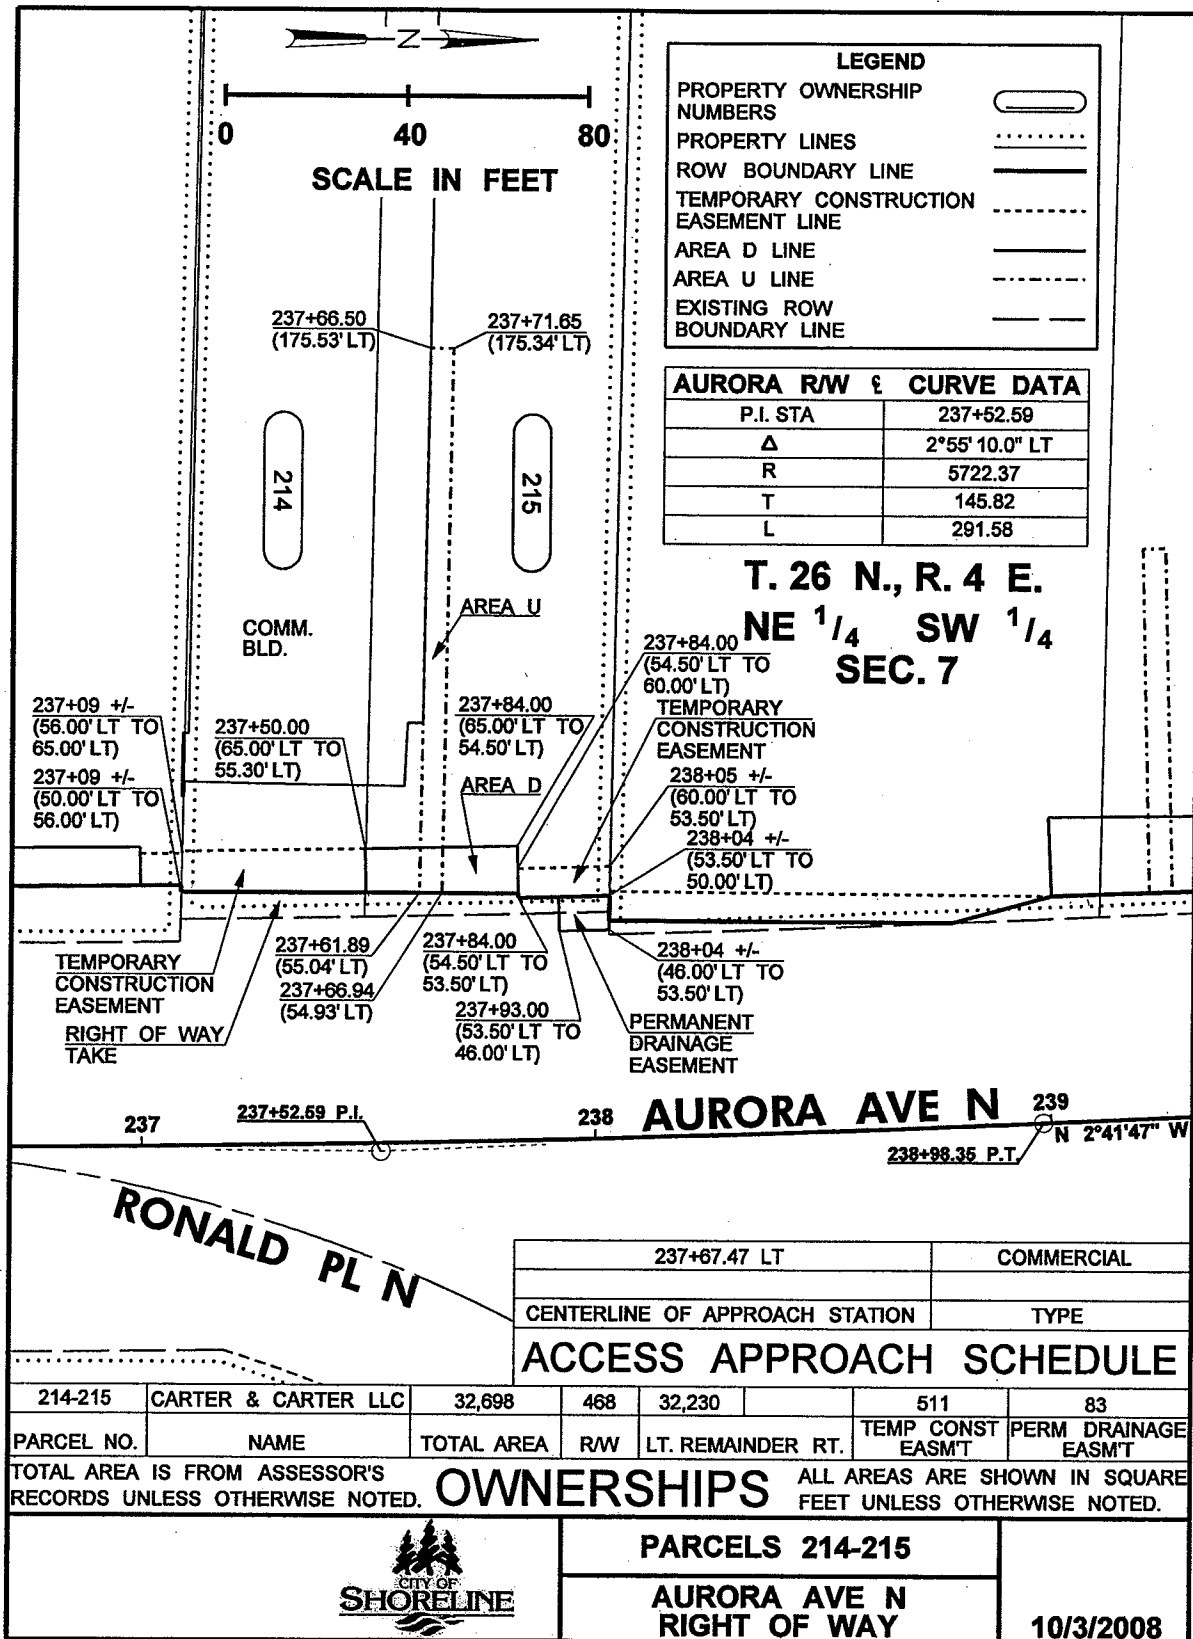 N
0 40 80
SCALE IN FEET
LEGEND
PROPERTY OWNERSHIP
NUMBERS
PROPERTY LINES
ROW BOUNDARY LINE
TEMPORARY CONSTRUCTION
EASEMENT LINE
AREA D LINE
AREA U LINE
EXISTING ROW
BOUNDARY LINE
237+66.50
(175.53' LT)
237+71.65
(175.34' LT)
AURORA R/W ℄ CURVE DATA
P.I. STA 237+52.59
Δ 2°55'10.0" LT
R 5722.37
T 145.82
L 291.58
214
215
T. 26 N., R. 4 E.
NE 1/4 SW 1/4
SEC. 7
AREA U
COMM.
BLD.
237+84.00
(54.50' LT TO
60.00' LT)
TEMPORARY
CONSTRUCTION
EASEMENT
237+09 +/-
(56.00' LT TO
65.00' LT)
237+50.00
(65.00' LT TO
55.30' LT)
237+84.00
(65.00' LT TO
54.50' LT)
237+09 +/-
(50.00' LT TO
56.00' LT)
AREA D
238+05 +/-
(60.00' LT TO
53.50' LT)
238+04 +/-
(53.50' LT TO
50.00' LT)
TEMPORARY
CONSTRUCTION
EASEMENT
RIGHT OF WAY
TAKE
237+61.89
(55.04' LT)
237+66.94
(54.93' LT)
237+84.00
(54.50' LT TO
53.50' LT)
237+93.00
(53.50' LT TO
46.00' LT)
238+04 +/-
(46.00' LT TO
53.50' LT)
PERMANENT
DRAINAGE
EASEMENT
237
237+52.59 P.I.
238
AURORA AVE N
239
N 2°41'47" W
238+98.35 P.T.
RONALD PL N
237+67.47 LT COMMERCIAL
CENTERLINE OF APPROACH STATION TYPE
ACCESS APPROACH SCHEDULE
214-215 CARTER & CARTER LLC 32,698 468 32,230 511 83
PARCEL NO. NAME TOTAL AREA R/W LT. REMAINDER RT. TEMP CONST EASM'T PERM DRAINAGE EASM'T
TOTAL AREA IS FROM ASSESSOR'S
RECORDS UNLESS OTHERWISE NOTED.
OWNERSHIPS
ALL AREAS ARE SHOWN IN SQUARE
FEET UNLESS OTHERWISE NOTED.
CITY OF
SHORELINE
PARCELS 214-215
AURORA AVE N
RIGHT OF WAY
10/3/2008